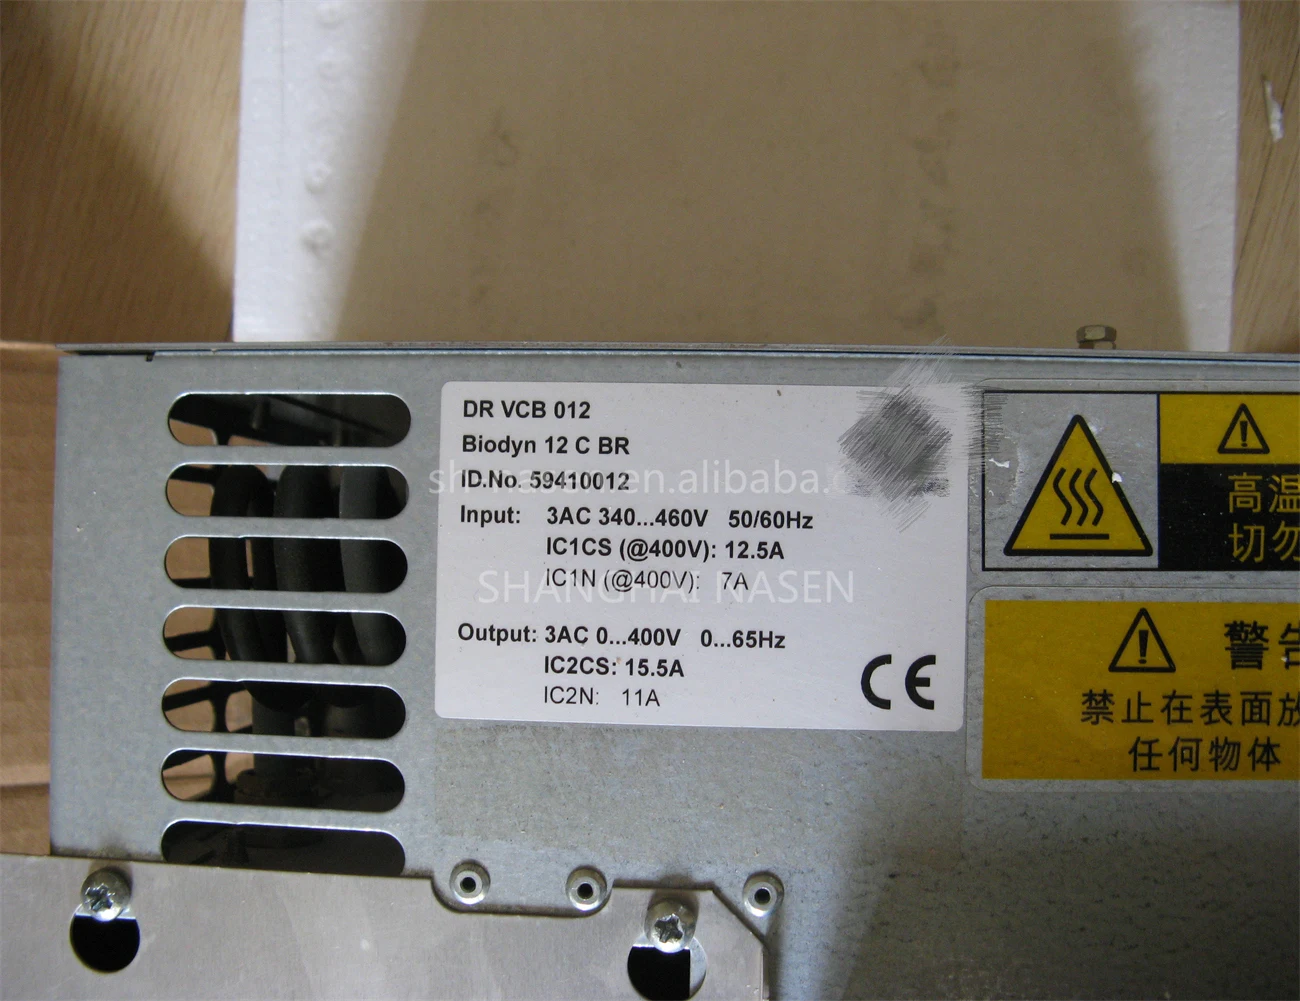 DR VCB 012
Biodyn 12 C BR
ID.No. 59410012
sh-nasen.en.alibaba.c
Input: 3AC 340...460V 50/60Hz
IC1CS (@400V): 12.5A
IC1N (@400V): 7A
SHANGHAI NASEN
Output: 3AC 0...400V 0...65Hz
IC2CS: 15.5A
IC2N: 11A
CE
高温
切勿
警告
禁止在表面放
任何物体